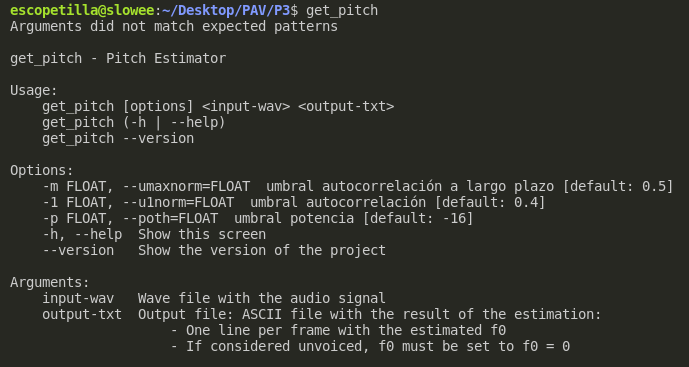 escopetilla@slowee:~/Desktop/PAV/P3$ get_pitch
Arguments did not match expected patterns
get_pitch - Pitch Estimator
Usage:
get_pitch [options] <input-wav> <output-txt>
get_pitch (-h | --help)
get_pitch --version
Options:
-m FLOAT, --umaxnorm=FLOAT  umbral autocorrelación a largo plazo [default: 0.5]
-1 FLOAT, --u1norm=FLOAT  umbral autocorrelación [default: 0.4]
-p FLOAT, --poth=FLOAT  umbral potencia [default: -16]
-h, --help  Show this screen
--version   Show the version of the project
Arguments:
input-wav   Wave file with the audio signal
output-txt  Output file: ASCII file with the result of the estimation:
- One line per frame with the estimated f0
- If considered unvoiced, f0 must be set to f0 = 0